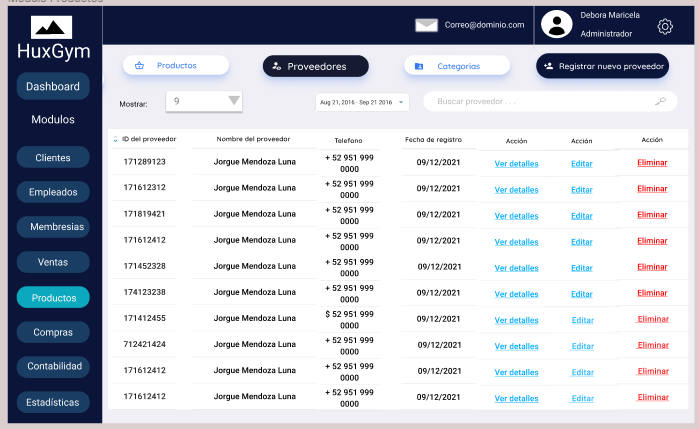 Modulo Productos
HuxGym
Correo@dominio.com
Debora Maricela
Administrador
Dashboard
Modulos
Clientes
Empleados
Membresias
Ventas
Productos
Compras
Contabilidad
Estadísticas
Productos
Proveedores
Categorias
Registrar nuevo proveedor
Mostrar:
9
Aug 21, 2016 - Sep 21 2016
Buscar proveedor . . .
ID del proveedor Nombre del proveedor Telefono Fecha de registro Acción Acción Acción
171289123 Jorgue Mendoza Luna + 52 951 999 0000 09/12/2021 Ver detalles Editar Eliminar
171612312 Jorgue Mendoza Luna + 52 951 999 0000 09/12/2021 Ver detalles Editar Eliminar
171819421 Jorgue Mendoza Luna + 52 951 999 0000 09/12/2021 Ver detalles Editar Eliminar
171612412 Jorgue Mendoza Luna + 52 951 999 0000 09/12/2021 Ver detalles Editar Eliminar
171452328 Jorgue Mendoza Luna + 52 951 999 0000 09/12/2021 Ver detalles Editar Eliminar
174123238 Jorgue Mendoza Luna + 52 951 999 0000 09/12/2021 Ver detalles Editar Eliminar
171412455 Jorgue Mendoza Luna $ 52 951 999 0000 09/12/2021 Ver detalles Editar Eliminar
712421424 Jorgue Mendoza Luna + 52 951 999 0000 09/12/2021 Ver detalles Editar Eliminar
171612412 Jorgue Mendoza Luna + 52 951 999 0000 09/12/2021 Ver detalles Editar Eliminar
171612412 Jorgue Mendoza Luna + 52 951 999 0000 09/12/2021 Ver detalles Editar Eliminar